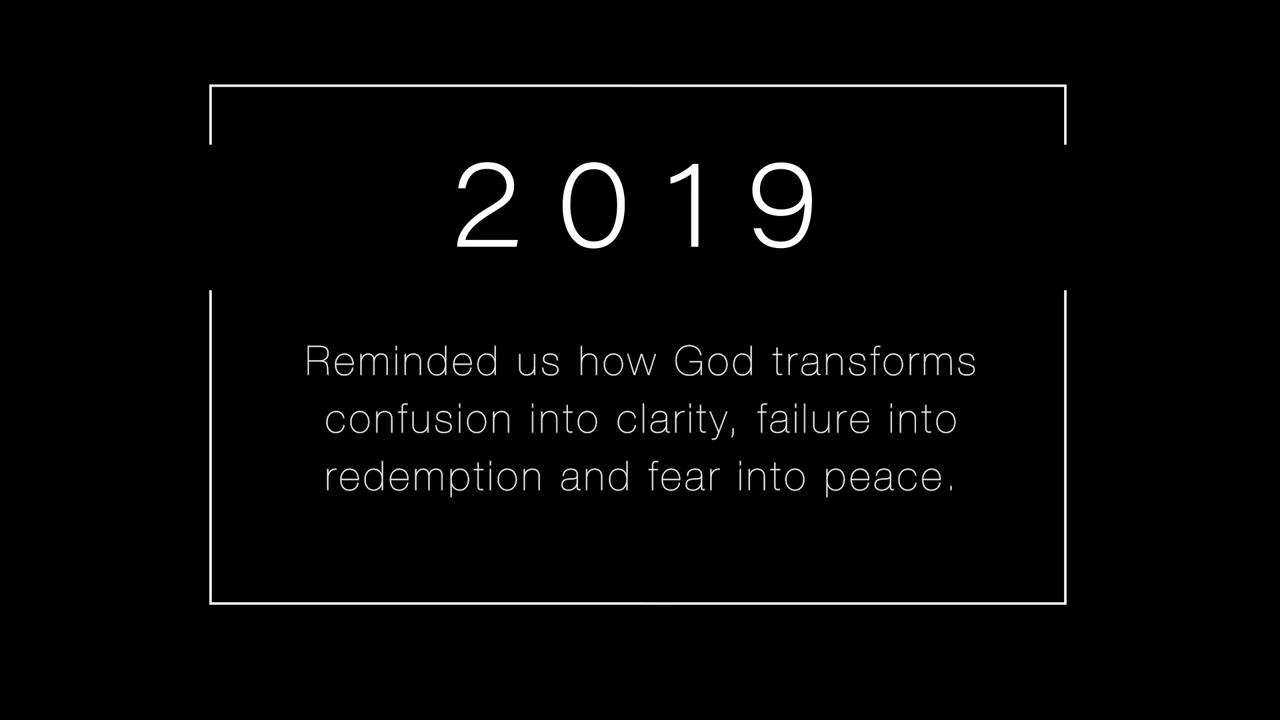 2019
Reminded us how God transforms
confusion into clarity, failure into
redemption and fear into peace.